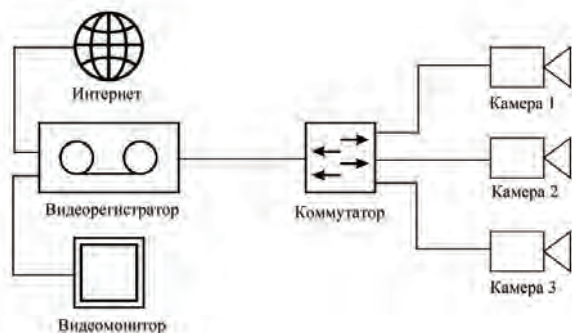 Интернет
Камера 1
Видеорегистратор
Коммутатор
Камера 2
Видеомонитор
Камера 3